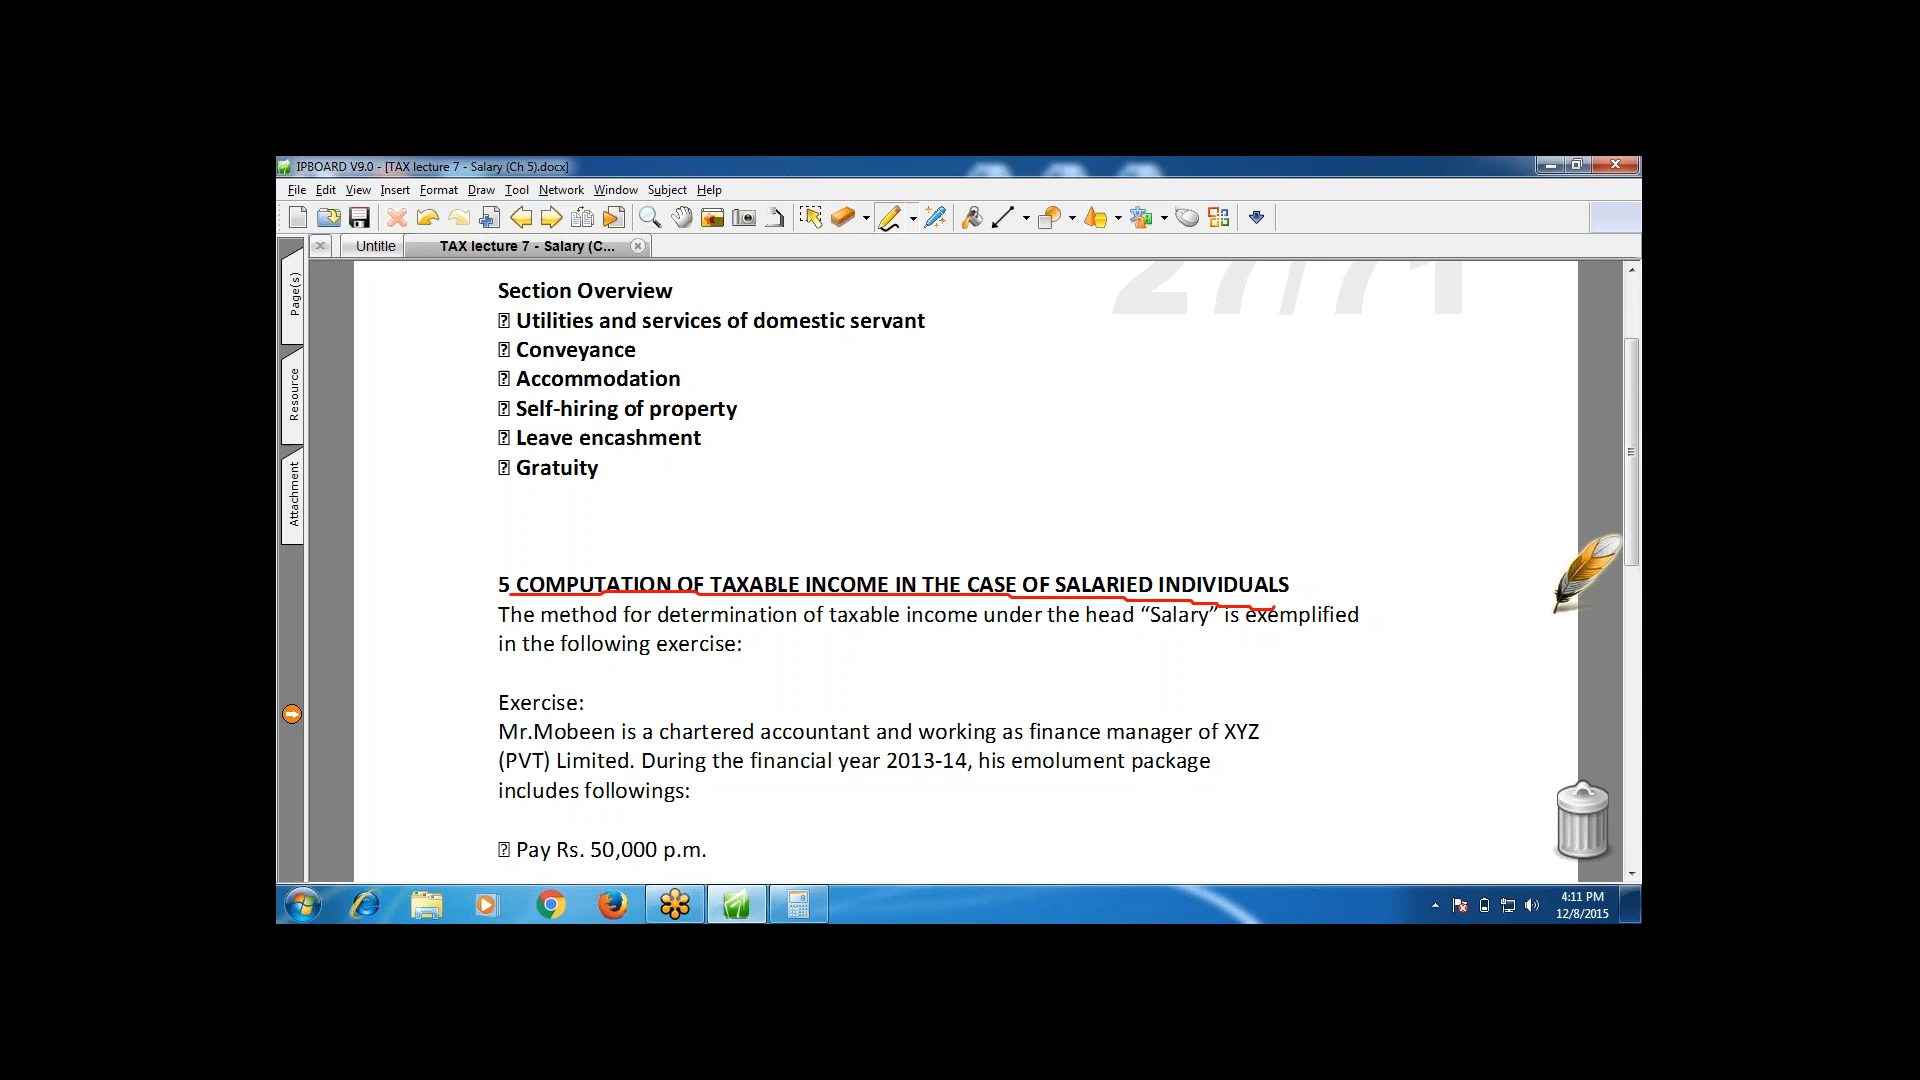 IPBOARD V9.0 - [TAX lecture 7 - Salary (Ch 5).docx]
File Edit View Insert Format Draw Tool Network Window Subject Help
Untitle TAX lecture 7 - Salary (C...
Page(s)
Resource
Attachment
27/71
Section Overview
Utilities and services of domestic servant
Conveyance
Accommodation
Self-hiring of property
Leave encashment
Gratuity
5 COMPUTATION OF TAXABLE INCOME IN THE CASE OF SALARIED INDIVIDUALS
The method for determination of taxable income under the head “Salary” is exemplified
in the following exercise:
Exercise:
Mr.Mobeen is a chartered accountant and working as finance manager of XYZ
(PVT) Limited. During the financial year 2013-14, his emolument package
includes followings:
Pay Rs. 50,000 p.m.
4:11 PM
12/8/2015